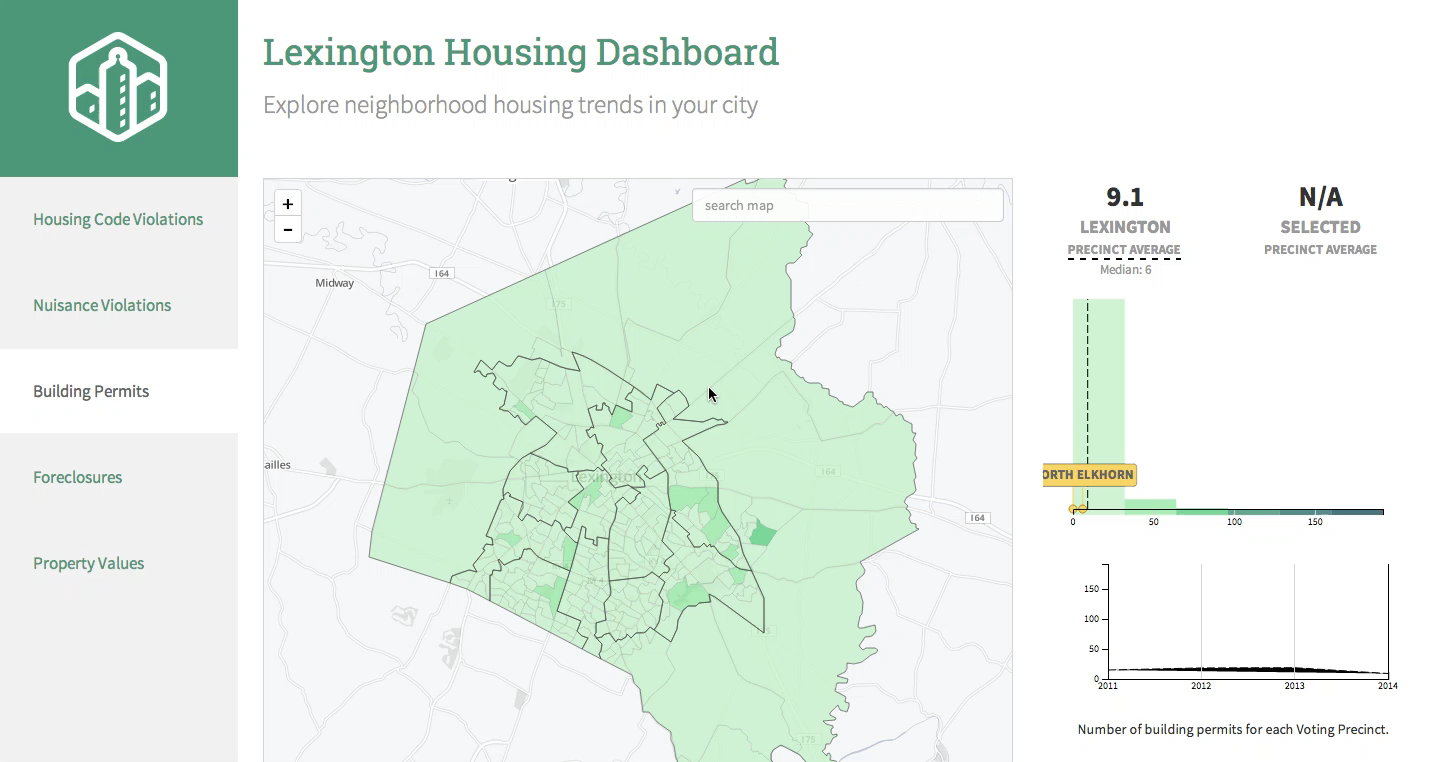 Lexington Housing Dashboard
Explore neighborhood housing trends in your city
Housing Code Violations
Nuisance Violations
Building Permits
Foreclosures
Property Values
+
-
search map
Midway
I64
I75
ailles
Lexington
I64
I64
I75
I75
9.1
LEXINGTON
PRECINCT AVERAGE
Median: 6
N/A
SELECTED
PRECINCT AVERAGE
ORTH ELKHORN
0 50 100 150
150
100
50
0
2011 2012 2013 2014
Number of building permits for each Voting Precinct.